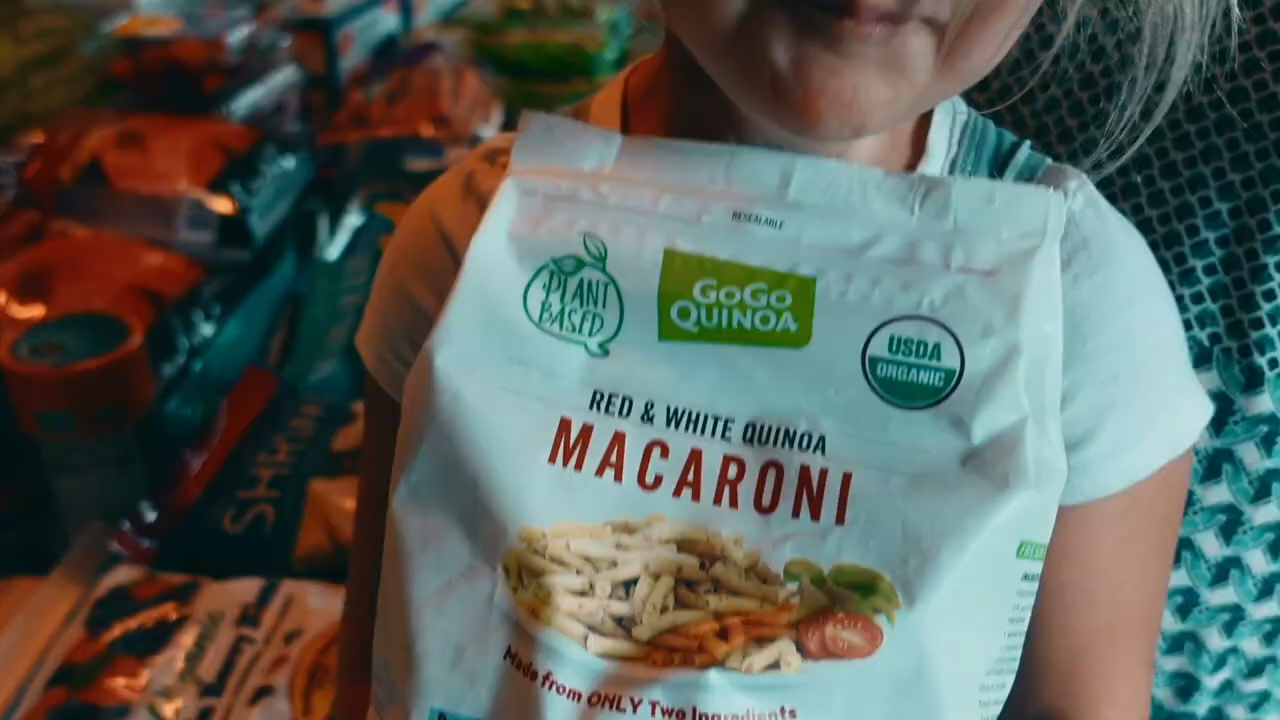 RESEALABLE
PLANT
BASED
GoGo
QUINOA
USDA
ORGANIC
RED & WHITE QUINOA
MACARONI
Made from ONLY Two Ingredients